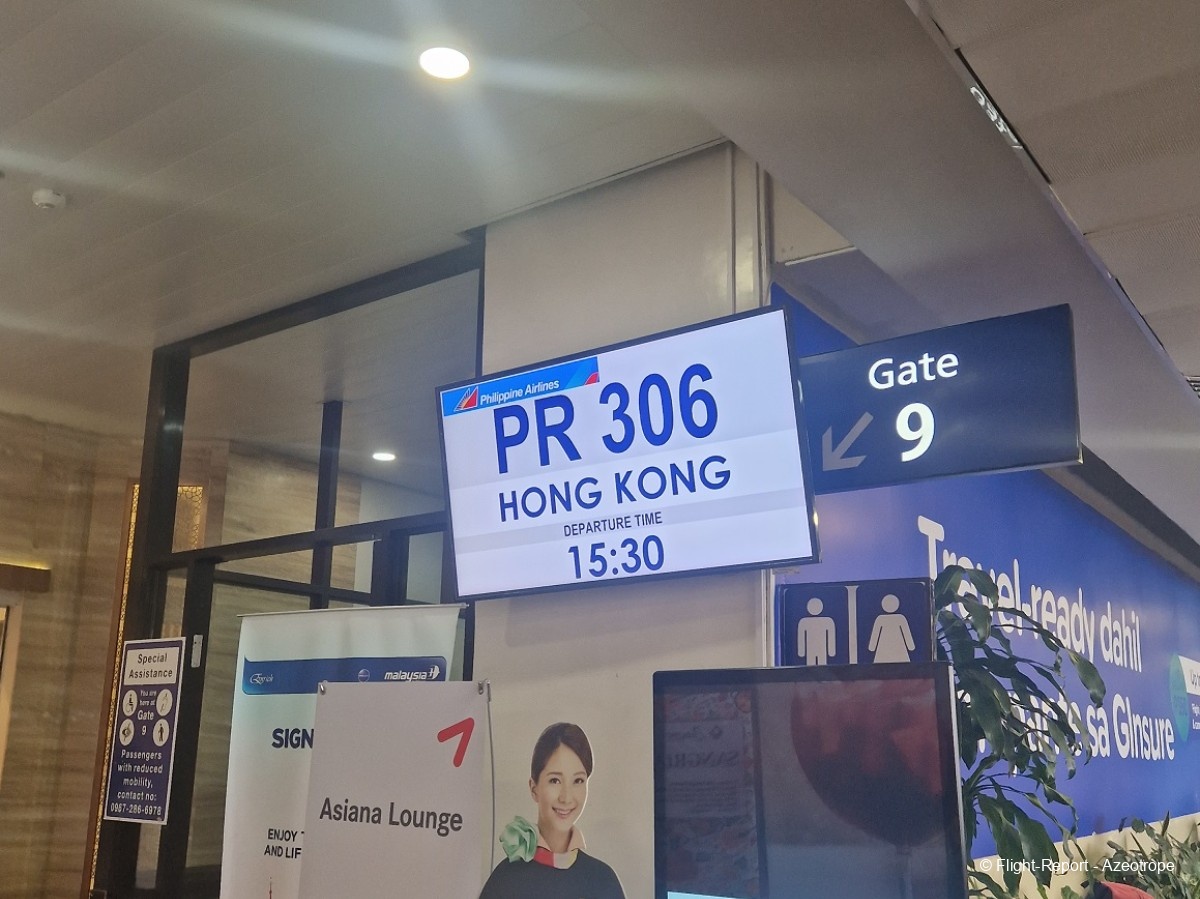 Philippine Airlines
PR 306
HONG KONG
DEPARTURE TIME
15:30
Gate
9
Travel-ready dahil
sa GInsure
Special
Assistance
You are
here at
Gate
9
Passengers
with reduced
mobility,
contact no:
0967-286-6978
malaysia
SIGN
ENJOY
AND LIF
Asiana Lounge
© Flight-Report - Azeotrope